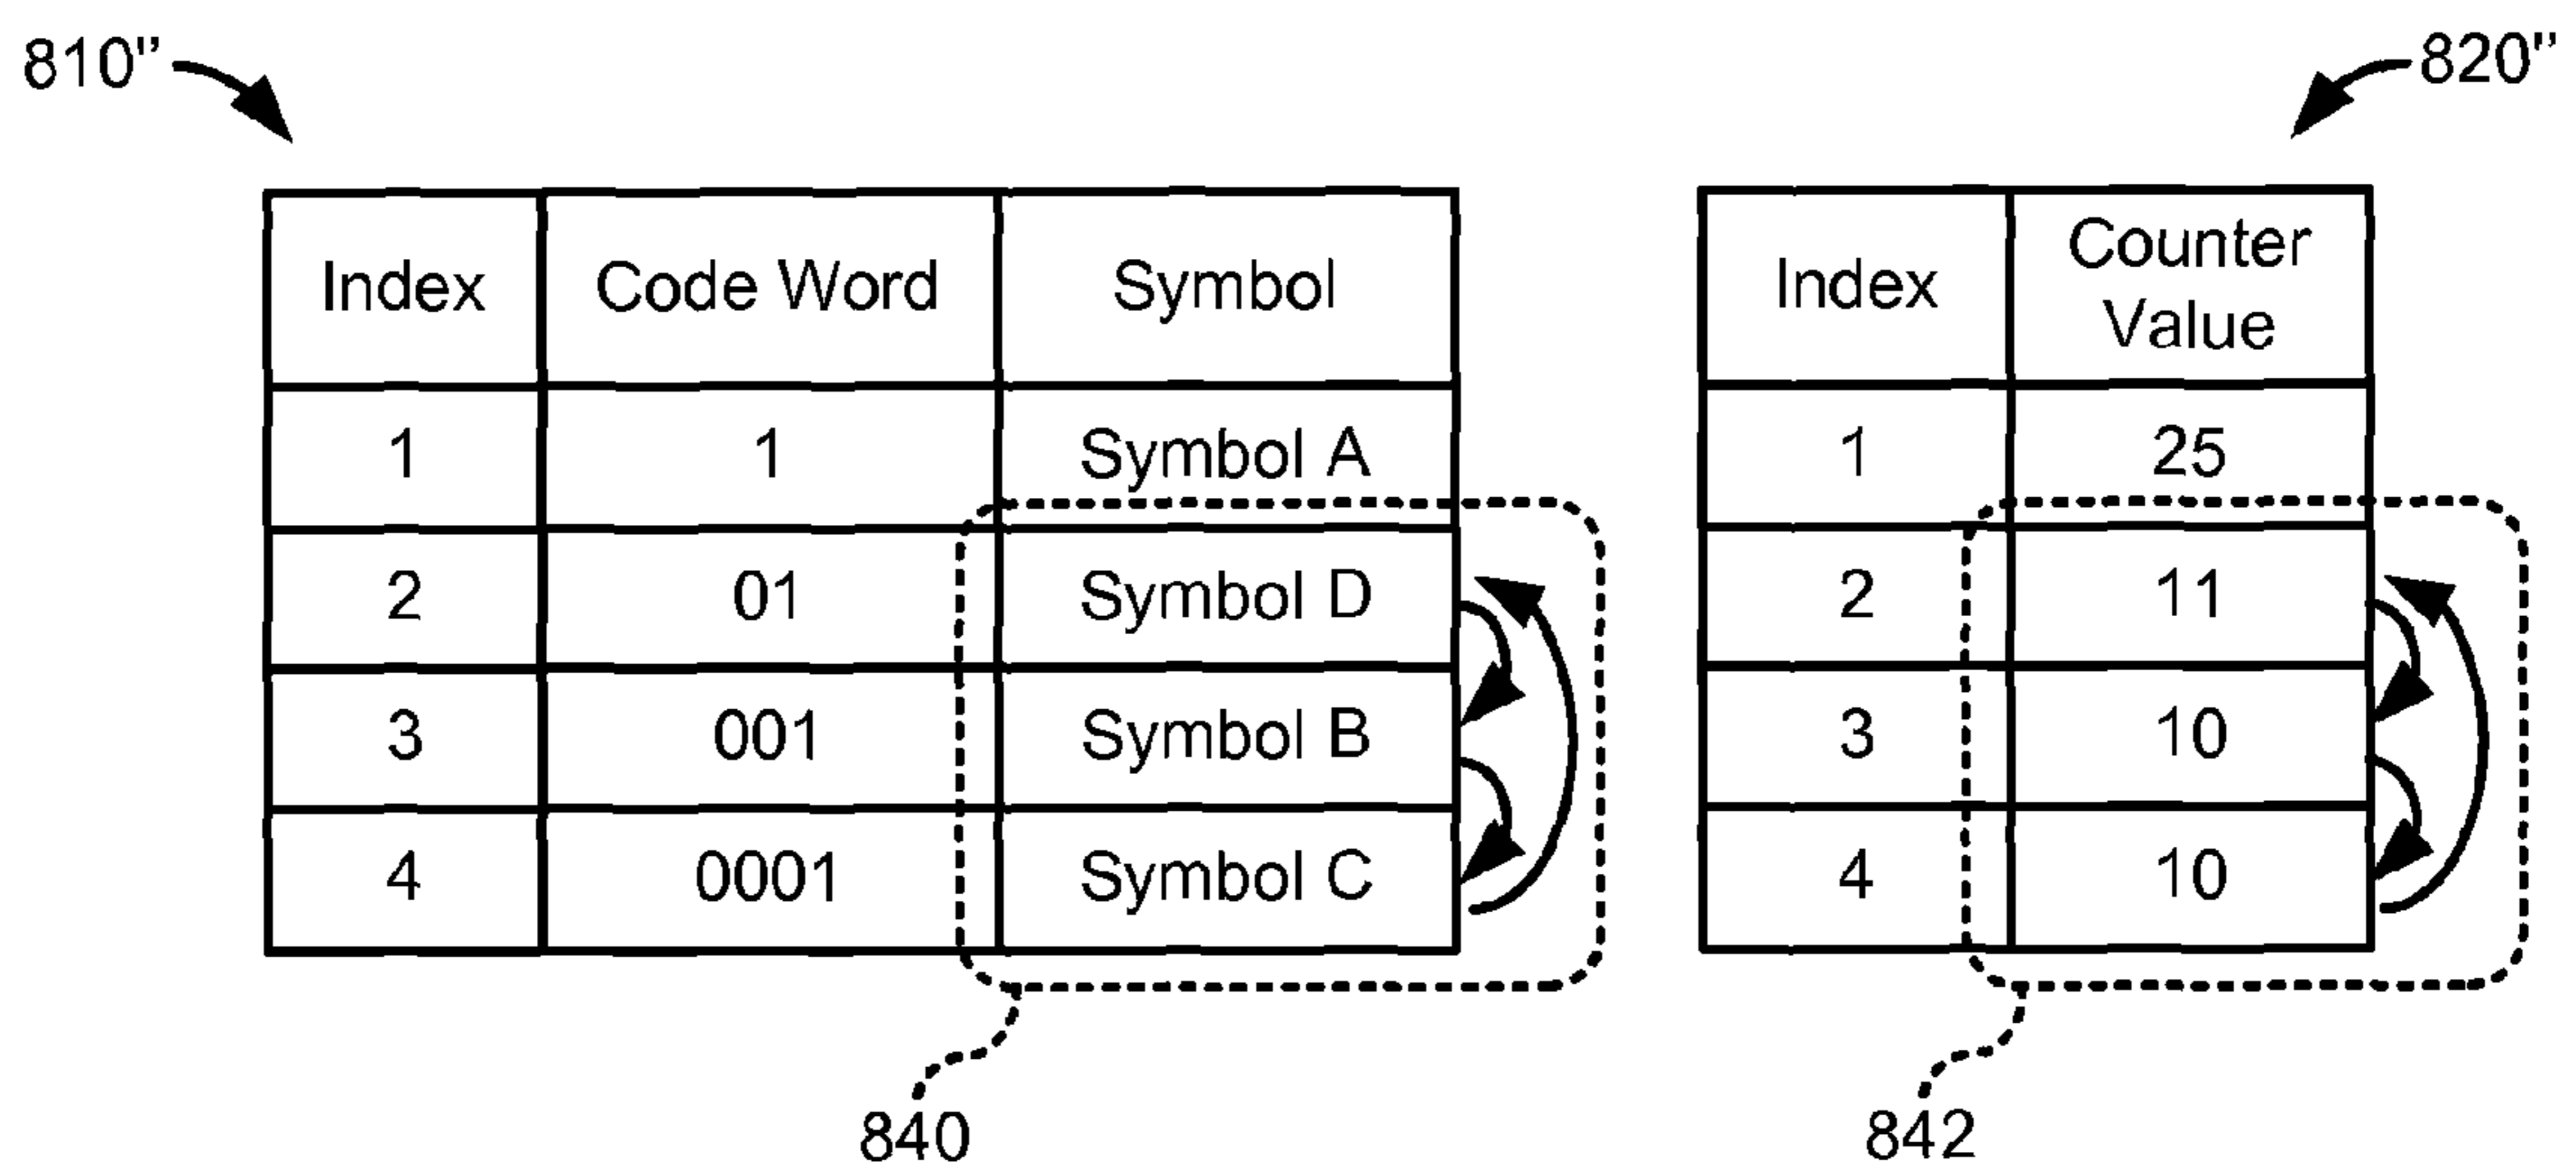 810"
820"
Index Code Word Symbol
Index Counter Value
1 1 Symbol A
1 25
2 01 Symbol D
2 11
3 001 Symbol B
3 10
4 0001 Symbol C
4 10
840
842